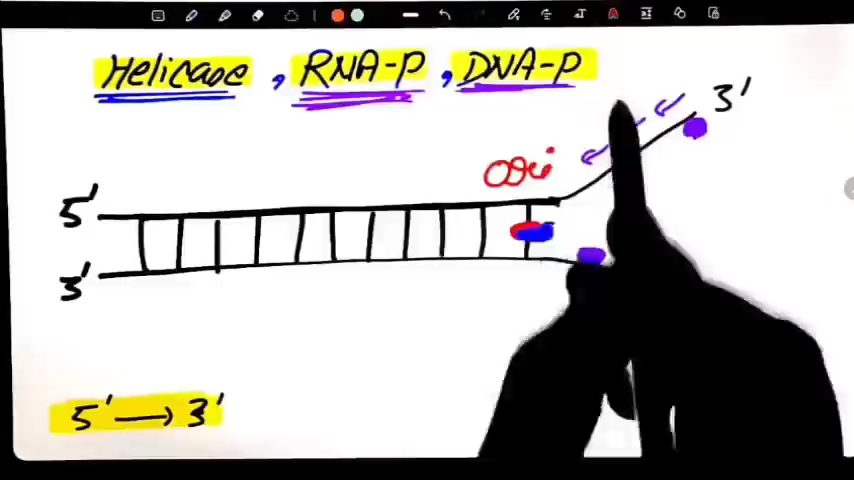 Helicase , RNA-P , DNA-P
3'
Ori
5'
3'
5' → 3'